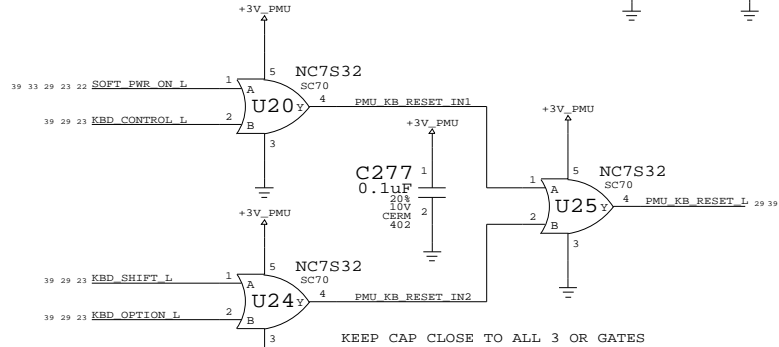 +3V_PMU
5 NC7S32
SC70
39 33 29 23 22 SOFT_PWR_ON_L 1 A
U20 Y 4 PMU_KB_RESET_IN1
39 29 23 KBD_CONTROL_L 2 B
3
+3V_PMU
5 NC7S32
SC70
C277 1
0.1uF
20%
10V
CERM
402
2
1 A
U25 Y 4 PMU_KB_RESET_L 29 39
2 B
3
+3V_PMU
5 NC7S32
SC70
39 29 23 KBD_SHIFT_L 1 A
U24 Y 4 PMU_KB_RESET_IN2
39 29 23 KBD_OPTION_L 2 B
3
KEEP CAP CLOSE TO ALL 3 OR GATES